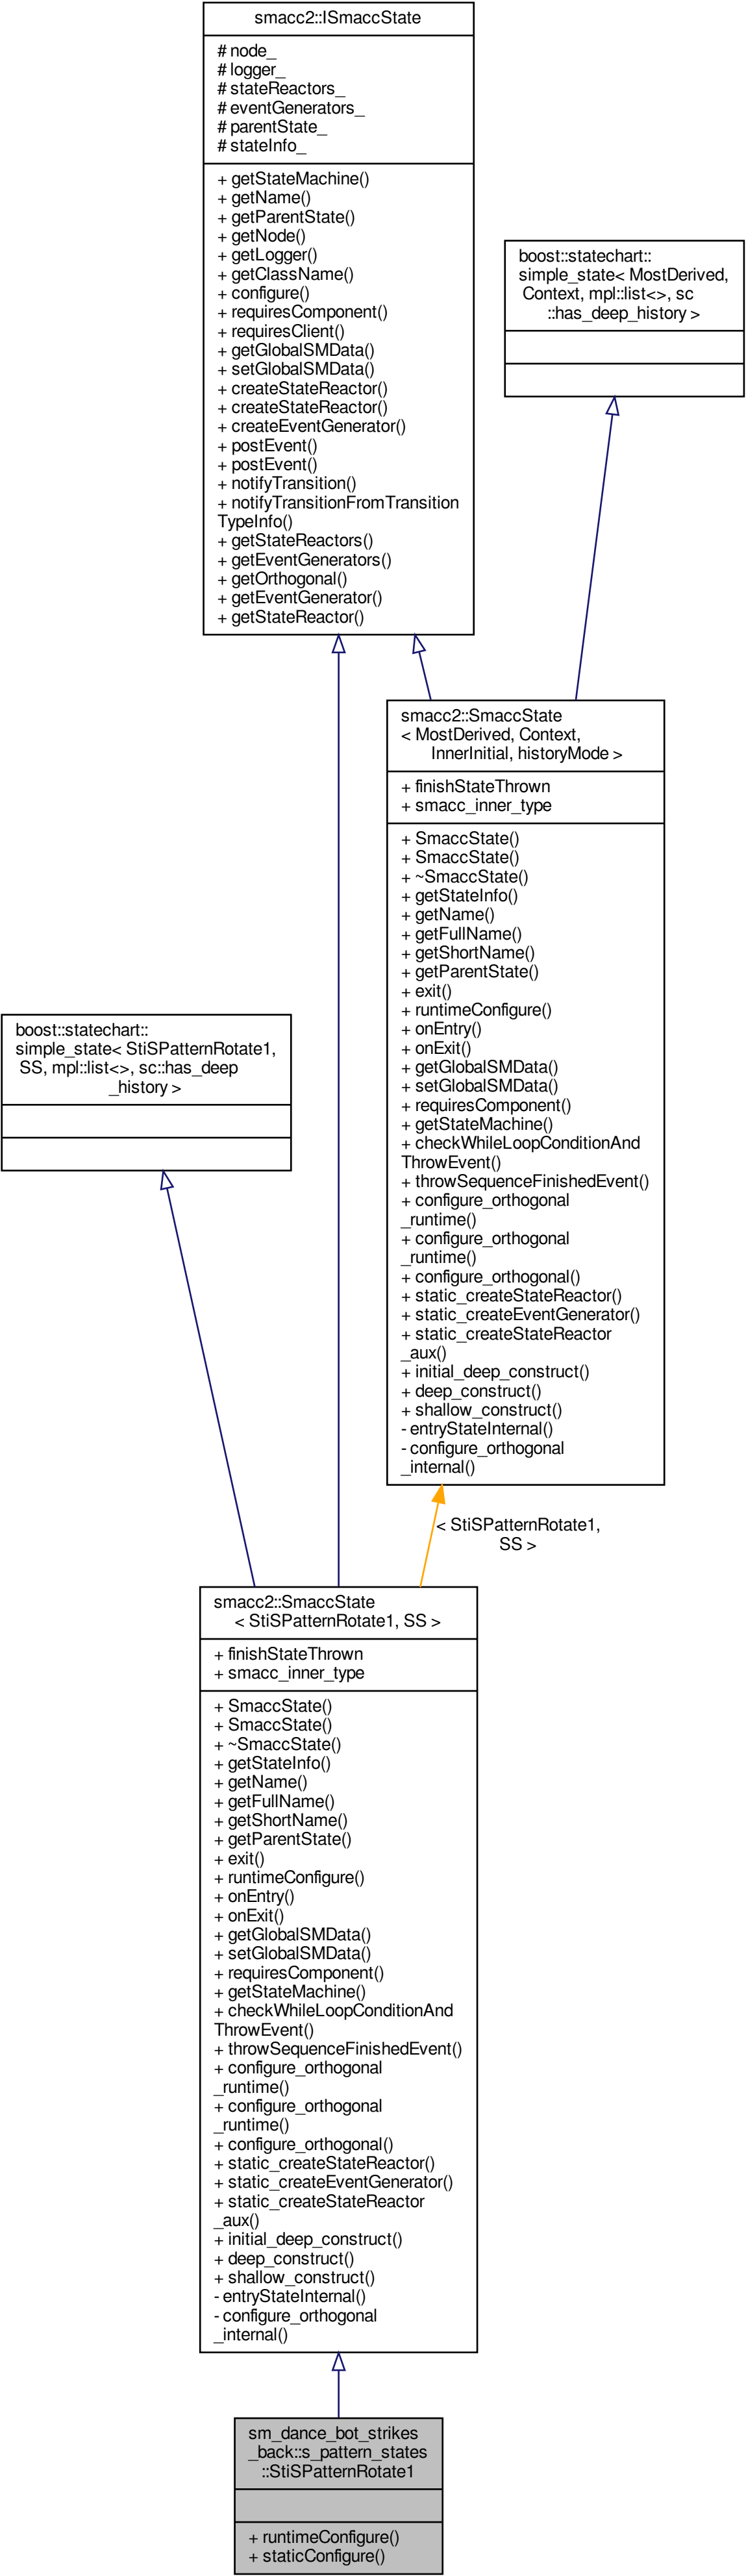 smacc2::ISmaccState
# node_
# logger_
# stateReactors_
# eventGenerators_
# parentState_
# stateInfo_
+ getStateMachine()
+ getName()
+ getParentState()
+ getNode()
+ getLogger()
+ getClassName()
+ configure()
+ requiresComponent()
+ requiresClient()
+ getGlobalSMData()
+ setGlobalSMData()
+ createStateReactor()
+ createStateReactor()
+ createEventGenerator()
+ postEvent()
+ postEvent()
+ notifyTransition()
+ notifyTransitionFromTransition
TypeInfo()
+ getStateReactors()
+ getEventGenerators()
+ getOrthogonal()
+ getEventGenerator()
+ getStateReactor()
boost::statechart::
simple_state< MostDerived,
Context, mpl::list<>, sc
::has_deep_history >
smacc2::SmaccState
< MostDerived, Context,
InnerInitial, historyMode >
+ finishStateThrown
+ smacc_inner_type
+ SmaccState()
+ SmaccState()
+ ~SmaccState()
+ getStateInfo()
+ getName()
+ getFullName()
+ getShortName()
+ getParentState()
+ exit()
+ runtimeConfigure()
+ onEntry()
+ onExit()
+ getGlobalSMData()
+ setGlobalSMData()
+ requiresComponent()
+ getStateMachine()
+ checkWhileLoopConditionAnd
ThrowEvent()
+ throwSequenceFinishedEvent()
+ configure_orthogonal
_runtime()
+ configure_orthogonal
_runtime()
+ configure_orthogonal()
+ static_createStateReactor()
+ static_createEventGenerator()
+ static_createStateReactor
_aux()
+ initial_deep_construct()
+ deep_construct()
+ shallow_construct()
- entryStateInternal()
- configure_orthogonal
_internal()
boost::statechart::
simple_state< StiSPatternRotate1,
SS, mpl::list<>, sc::has_deep
_history >
< StiSPatternRotate1,
SS >
smacc2::SmaccState
< StiSPatternRotate1, SS >
+ finishStateThrown
+ smacc_inner_type
+ SmaccState()
+ SmaccState()
+ ~SmaccState()
+ getStateInfo()
+ getName()
+ getFullName()
+ getShortName()
+ getParentState()
+ exit()
+ runtimeConfigure()
+ onEntry()
+ onExit()
+ getGlobalSMData()
+ setGlobalSMData()
+ requiresComponent()
+ getStateMachine()
+ checkWhileLoopConditionAnd
ThrowEvent()
+ throwSequenceFinishedEvent()
+ configure_orthogonal
_runtime()
+ configure_orthogonal
_runtime()
+ configure_orthogonal()
+ static_createStateReactor()
+ static_createEventGenerator()
+ static_createStateReactor
_aux()
+ initial_deep_construct()
+ deep_construct()
+ shallow_construct()
- entryStateInternal()
- configure_orthogonal
_internal()
sm_dance_bot_strikes
_back::s_pattern_states
::StiSPatternRotate1
+ runtimeConfigure()
+ staticConfigure()